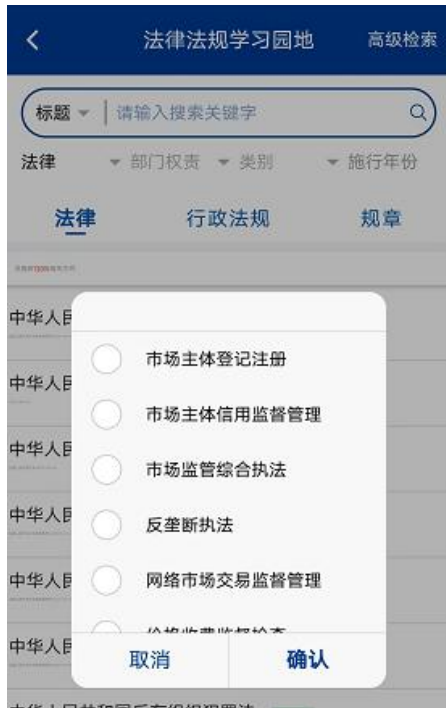 法律法规学习园地 高级检索
标题 请输入搜索关键字
法律 部门权责 类别 施行年份
法律 行政法规 规章
中华人民
市场主体登记注册
中华人民
市场主体信用监督管理
中华人民
市场监管综合执法
中华人民
反垄断执法
中华人民
网络市场交易监督管理
中华人民
取消 确认